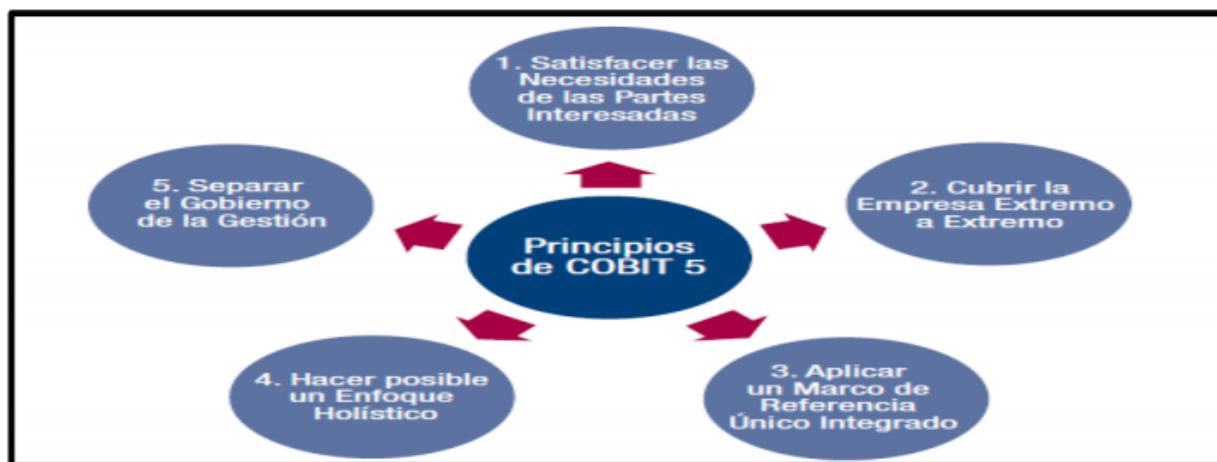 1. Satisfacer las
Necesidades
de las Partes
Interesadas
5. Separar
el Gobierno
de la Gestión
2. Cubrir la
Empresa Extremo
a Extremo
Principios
de COBIT 5
4. Hacer posible
un Enfoque
Holístico
3. Aplicar
un Marco de
Referencia
Único Integrado